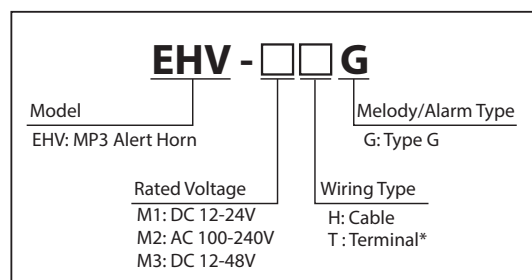 EHV - □□ G
Model
EHV: MP3 Alert Horn
Melody/Alarm Type
G: Type G
Rated Voltage
M1: DC 12-24V
M2: AC 100-240V
M3: DC 12-48V
Wiring Type
H: Cable
T : Terminal*